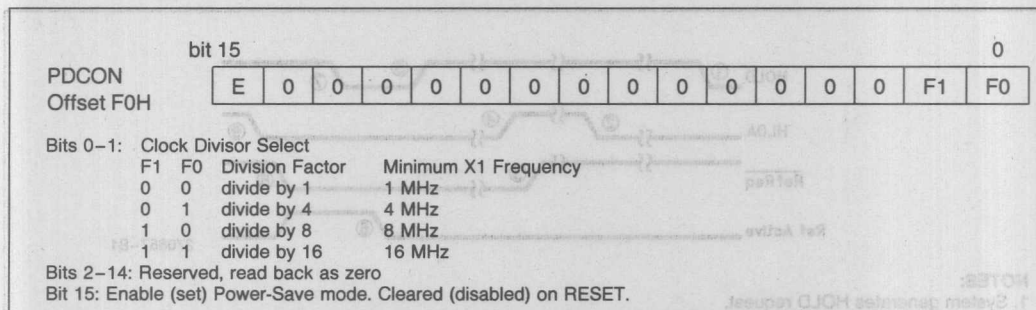 bit 15 0
PDCON
Offset F0H
E 0 0 0 0 0 0 0 0 0 0 0 0 0 F1 F0
Bits 0–1: Clock Divisor Select
F1 F0 Division Factor Minimum X1 Frequency
0 0 divide by 1 1 MHz
0 1 divide by 4 4 MHz
1 0 divide by 8 8 MHz
1 1 divide by 16 16 MHz
Bits 2–14: Reserved, read back as zero
Bit 15: Enable (set) Power-Save mode. Cleared (disabled) on RESET.